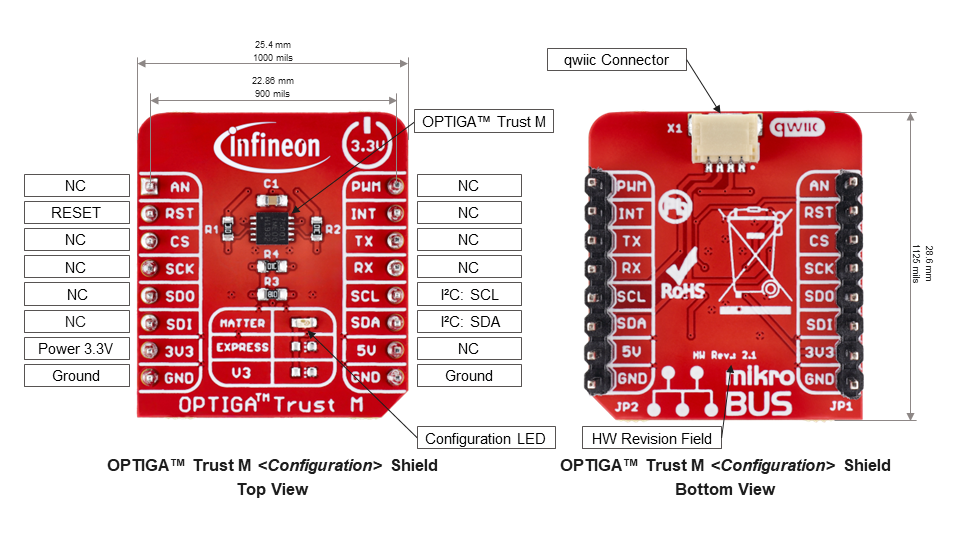 25.4 mm
1000 mils
22.86 mm
900 mils
OPTIGA™ Trust M
infineon
3.3V
NC
RESET
NC
NC
NC
NC
Power 3.3V
Ground
AN
RST
CS
SCK
SDO
SDI
3V3
GND
C1
R1
R2
R4
R3
MATTER
EXPRESS
V3
PWM
INT
TX
RX
SCL
SDA
5V
GND
OPTIGA™ Trust M
NC
NC
NC
NC
I²C: SCL
I²C: SDA
NC
Ground
Configuration LED
OPTIGA™ Trust M <Configuration> Shield
Top View
qwiic Connector
X1
qwiic
PWM
INT
TX
RX
SCL
SDA
5V
GND
JP2
RoHS
HW Rev.: 2.1
mikro
BUS
AN
RST
CS
SCK
SDO
SDI
3V3
GND
JP1
28.6 mm
1125 mils
HW Revision Field
OPTIGA™ Trust M <Configuration> Shield
Bottom View